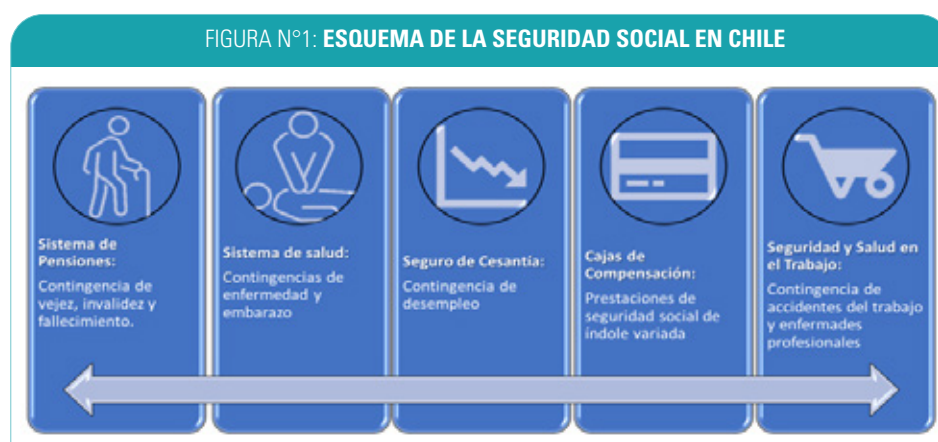 FIGURA N°1: ESQUEMA DE LA SEGURIDAD SOCIAL EN CHILE
Sistema de
Pensiones:
Contingencia de
vejez, invalidez y
fallecimiento.
Sistema de salud:
Contingencias de
enfermedad y
embarazo
Seguro de Cesantía:
Contingencia de
desempleo
Cajas de
Compensación:
Prestaciones de
seguridad social de
índole variada
Seguridad y Salud en
el Trabajo:
Contingencia de
accidentes del trabajo
y enfermades
profesionales